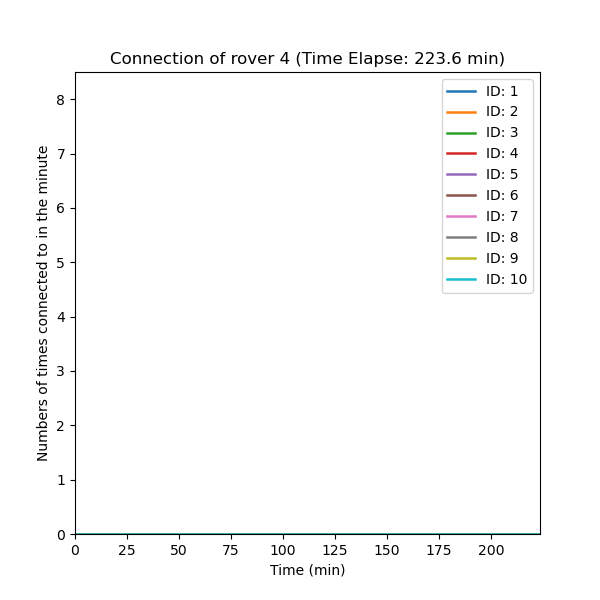 Connection of rover 4 (Time Elapse: 223.6 min)
ID: 1
ID: 2
ID: 3
ID: 4
ID: 5
ID: 6
ID: 7
ID: 8
ID: 9
ID: 10
Numbers of times connected to in the minute
8
7
6
5
4
3
2
1
0
0 25 50 75 100 125 150 175 200
Time (min)